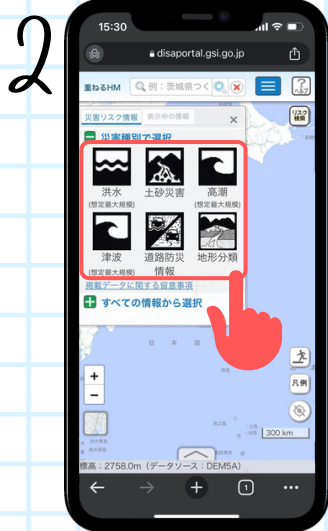 2
15:30
disaportal.gsi.go.jp
重ねるHM
例：茨城県つく
?
ヘルプ
災害リスク情報
表示中の情報
×
リスク
検索
災害種別で選択
洪水
土砂災害
高潮
(想定最大規模)
(想定最大規模)
津波
道路防災
情報
地形分類
(想定最大規模)
掲載データに関する留意事項
すべての情報から選択
日本国
+
−
凡例
300 km
標高：2758.0m（データソース：DEM5A）
1